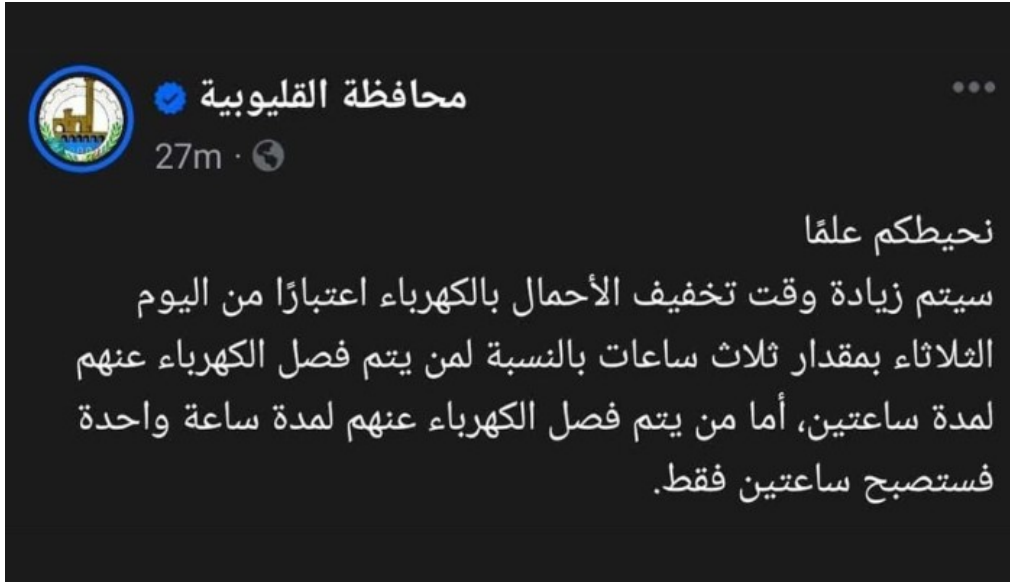 محافظة القليوبية
27m ·
نحيطكم علمًا
سيتم زيادة وقت تخفيف الأحمال بالكهرباء اعتبارًا من اليوم
الثلاثاء بمقدار ثلاث ساعات بالنسبة لمن يتم فصل الكهرباء عنهم
لمدة ساعتين، أما من يتم فصل الكهرباء عنهم لمدة ساعة واحدة
فستصبح ساعتين فقط.